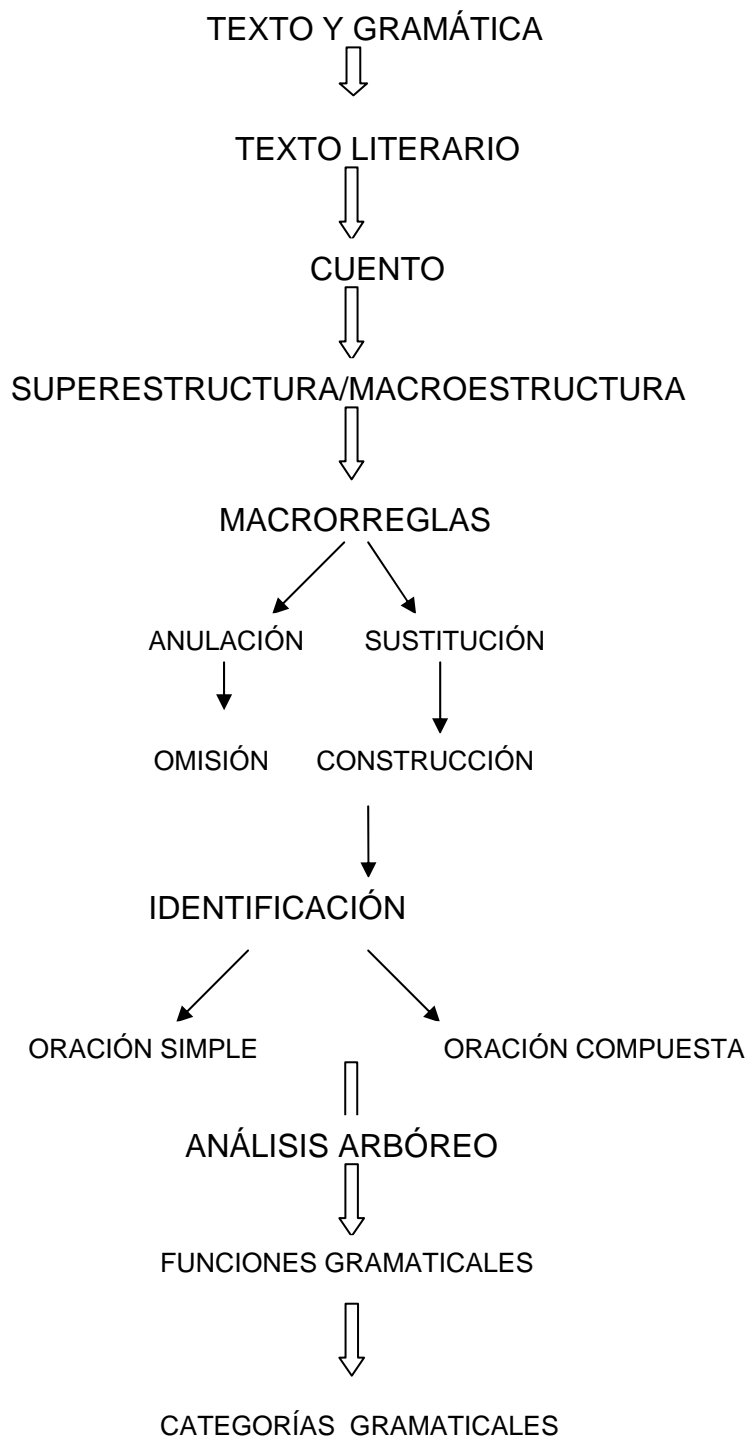 TEXTO Y GRAMÁTICA
TEXTO LITERARIO
CUENTO
SUPERESTRUCTURA/MACROESTRUCTURA
MACRORREGLAS
ANULACIÓN SUSTITUCIÓN
OMISIÓN CONSTRUCCIÓN
IDENTIFICACIÓN
ORACIÓN SIMPLE ORACIÓN COMPUESTA
ANÁLISIS ARBÓREO
FUNCIONES GRAMATICALES
CATEGORÍAS GRAMATICALES